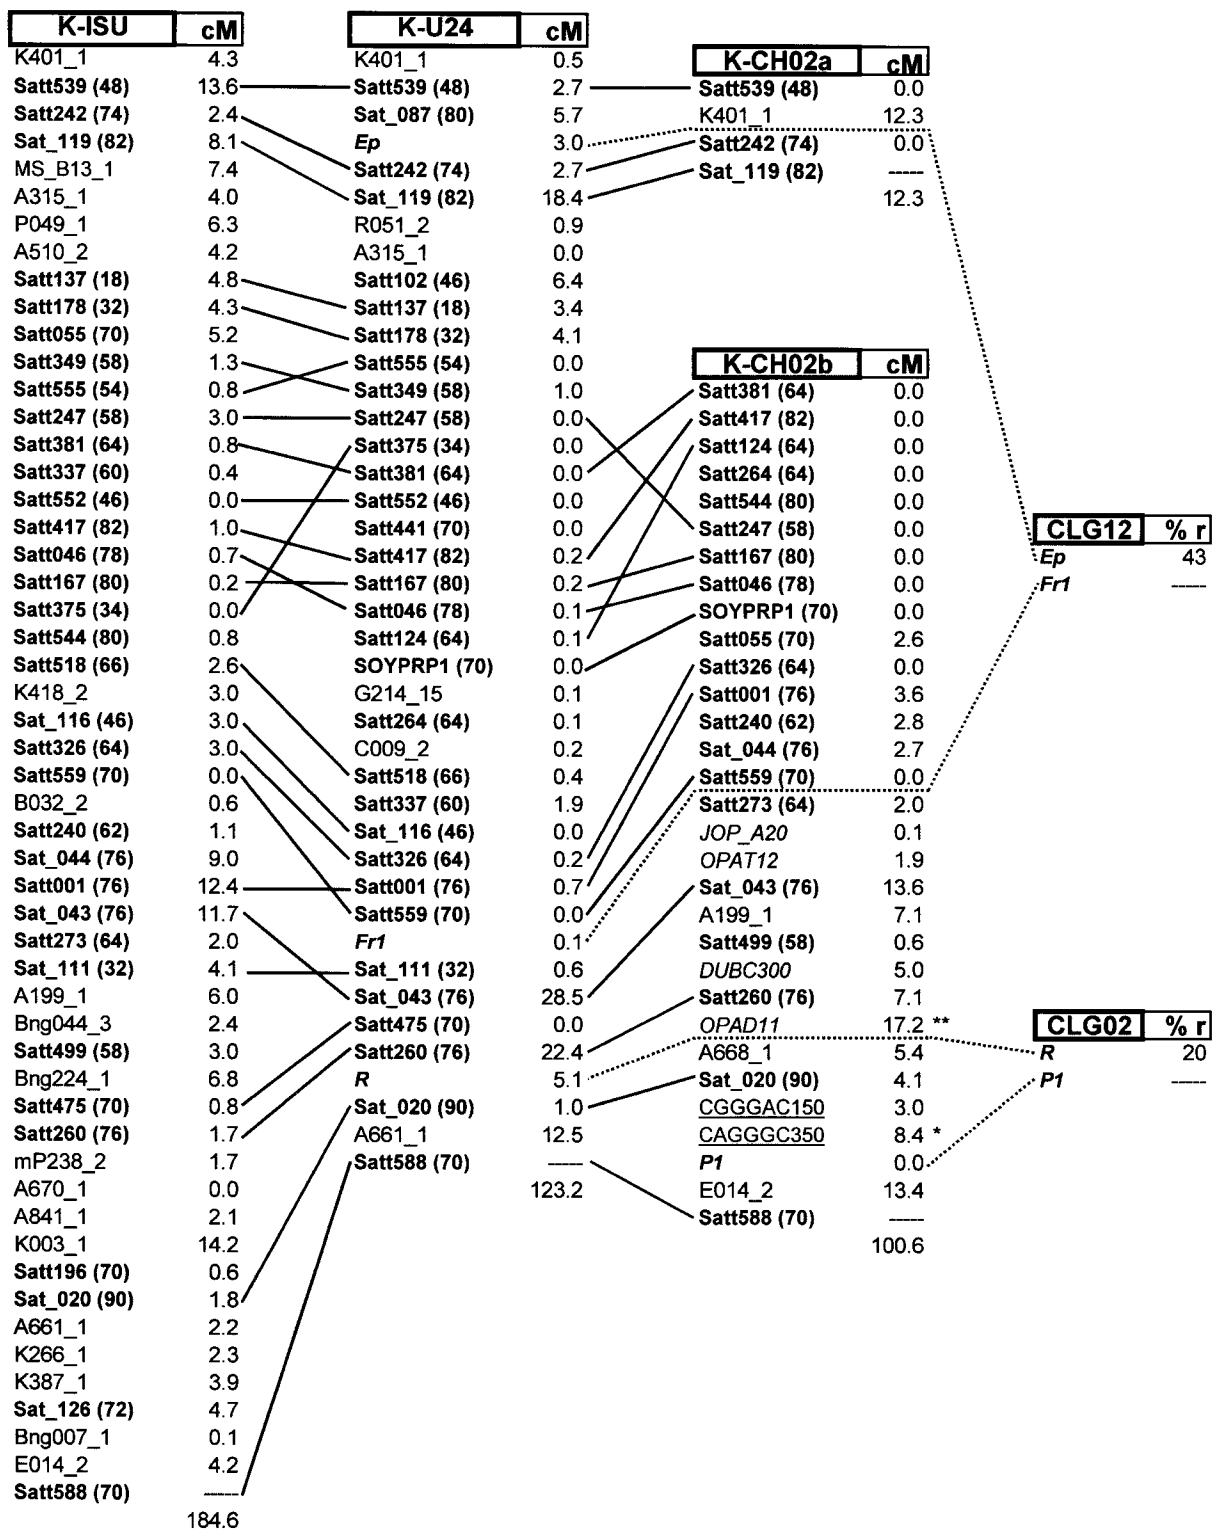 K-ISU cM
K401_1 4.3
Satt539 (48) 13.6
Satt242 (74) 2.4
Sat_119 (82) 8.1
MS_B13_1 7.4
A315_1 4.0
P049_1 6.3
A510_2 4.2
Satt137 (18) 4.8
Satt178 (32) 4.3
Satt055 (70) 5.2
Satt349 (58) 1.3
Satt555 (54) 0.8
Satt247 (58) 3.0
Satt381 (64) 0.8
Satt337 (60) 0.4
Satt552 (46) 0.0
Satt417 (82) 1.0
Satt046 (78) 0.7
Satt167 (80) 0.2
Satt375 (34) 0.0
Satt544 (80) 0.8
Satt518 (66) 2.6
K418_2 3.0
Sat_116 (46) 3.0
Satt326 (64) 3.0
Satt559 (70) 0.0
B032_2 0.6
Satt240 (62) 1.1
Sat_044 (76) 9.0
Satt001 (76) 12.4
Sat_043 (76) 11.7
Satt273 (64) 2.0
Sat_111 (32) 4.1
A199_1 6.0
Bng044_3 2.4
Satt499 (58) 3.0
Bng224_1 6.8
Satt475 (70) 0.8
Satt260 (76) 1.7
mP238_2 1.7
A670_1 0.0
A841_1 2.1
K003_1 14.2
Satt196 (70) 0.6
Sat_020 (90) 1.8
A661_1 2.2
K266_1 2.3
K387_1 3.9
Sat_126 (72) 4.7
Bng007_1 0.1
E014_2 4.2
Satt588 (70) -----
184.6
K-U24 cM
K401_1 0.5
Satt539 (48) 2.7
Sat_087 (80) 5.7
Ep 3.0
Satt242 (74) 2.7
Sat_119 (82) 18.4
R051_2 0.9
A315_1 0.0
Satt102 (46) 6.4
Satt137 (18) 3.4
Satt178 (32) 4.1
Satt555 (54) 0.0
Satt349 (58) 1.0
Satt247 (58) 0.0
Satt375 (34) 0.0
Satt381 (64) 0.0
Satt552 (46) 0.0
Satt441 (70) 0.0
Satt417 (82) 0.2
Satt167 (80) 0.2
Satt046 (78) 0.1
Satt124 (64) 0.1
SOYPRP1 (70) 0.0
G214_15 0.1
Satt264 (64) 0.1
C009_2 0.2
Satt518 (66) 0.4
Satt337 (60) 1.9
Sat_116 (46) 0.0
Satt326 (64) 0.2
Satt001 (76) 0.7
Satt559 (70) 0.0
Fr1 0.1
Sat_111 (32) 0.6
Sat_043 (76) 28.5
Satt475 (70) 0.0
Satt260 (76) 22.4
R 5.1
Sat_020 (90) 1.0
A661_1 12.5
Satt588 (70) -----
123.2
K-CH02a cM
Satt539 (48) 0.0
K401_1 12.3
Satt242 (74) 0.0
Sat_119 (82) -----
12.3
K-CH02b cM
Satt381 (64) 0.0
Satt417 (82) 0.0
Satt124 (64) 0.0
Satt264 (64) 0.0
Satt544 (80) 0.0
Satt247 (58) 0.0
Satt167 (80) 0.0
Satt046 (78) 0.0
SOYPRP1 (70) 0.0
Satt055 (70) 2.6
Satt326 (64) 0.0
Satt001 (76) 3.6
Satt240 (62) 2.8
Sat_044 (76) 2.7
Satt559 (70) 0.0
Satt273 (64) 2.0
JOP_A20 0.1
OPAT12 1.9
Sat_043 (76) 13.6
A199_1 7.1
Satt499 (58) 0.6
DUBC300 5.0
Satt260 (76) 7.1
OPAD11 17.2 **
A668_1 5.4
Sat_020 (90) 4.1
CGGGAC150 3.0
CAGGGC350 8.4 *
P1 0.0
E014_2 13.4
Satt588 (70) -----
100.6
CLG12 % r
Ep 43
Fr1 -----
CLG02 % r
R 20
P1 -----